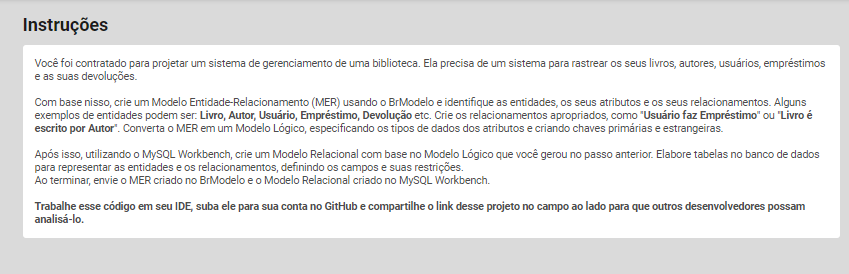 Instruções
Você foi contratado para projetar um sistema de gerenciamento de uma biblioteca. Ela precisa de um sistema para rastrear os seus livros, autores, usuários, empréstimos
e as suas devoluções.
Com base nisso, crie um Modelo Entidade-Relacionamento (MER) usando o BrModelo e identifique as entidades, os seus atributos e os seus relacionamentos. Alguns
exemplos de entidades podem ser: Livro, Autor, Usuário, Empréstimo, Devolução etc. Crie os relacionamentos apropriados, como "Usuário faz Empréstimo" ou "Livro é
escrito por Autor". Converta o MER em um Modelo Lógico, especificando os tipos de dados dos atributos e criando chaves primárias e estrangeiras.
Após isso, utilizando o MySQL Workbench, crie um Modelo Relacional com base no Modelo Lógico que você gerou no passo anterior. Elabore tabelas no banco de dados
para representar as entidades e os relacionamentos, definindo os campos e suas restrições.
Ao terminar, envie o MER criado no BrModelo e o Modelo Relacional criado no MySQL Workbench.
Trabalhe esse código em seu IDE, suba ele para sua conta no GitHub e compartilhe o link desse projeto no campo ao lado para que outros desenvolvedores possam
analisá-lo.